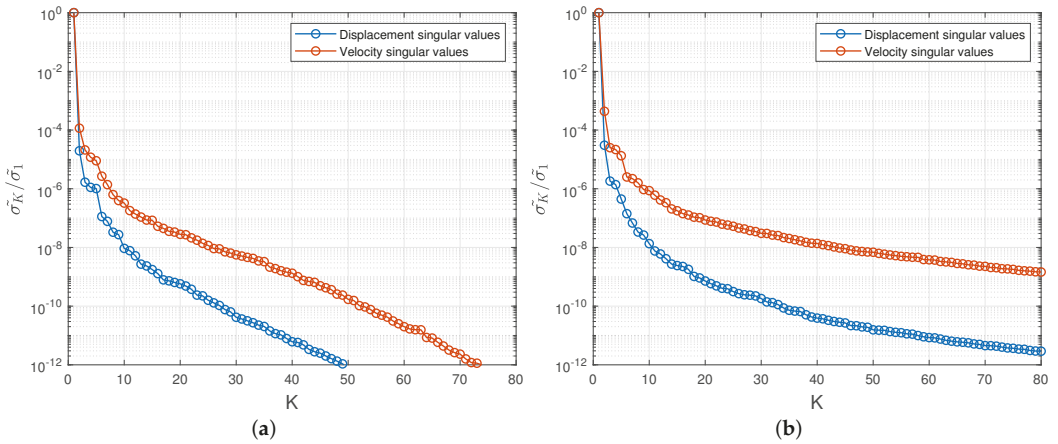 Displacement singular values
Velocity singular values
10^0
10^-2
10^-4
10^-6
10^-8
10^-10
10^-12
σ̃_K/σ̃_1
0 10 20 30 40 50 60 70 80
K
(a)
Displacement singular values
Velocity singular values
10^0
10^-2
10^-4
10^-6
10^-8
10^-10
10^-12
σ̃_K/σ̃_1
0 10 20 30 40 50 60 70 80
K
(b)